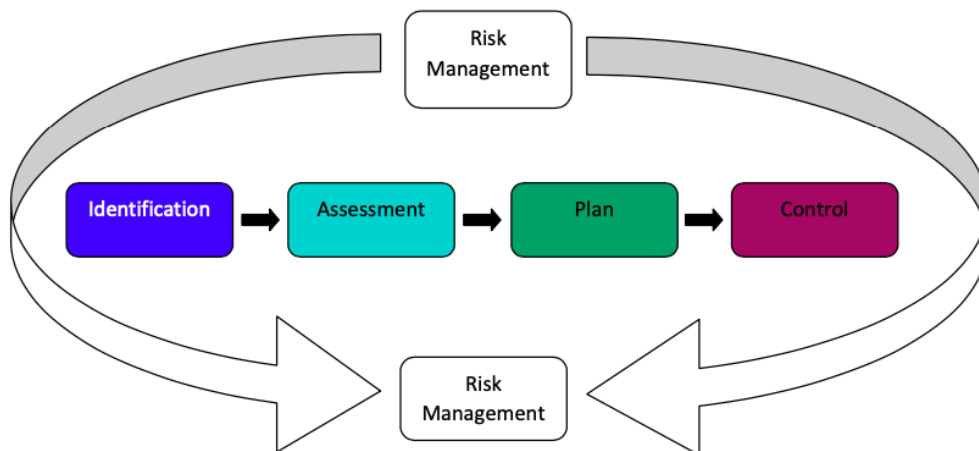 Risk
Management
Identification
Assessment
Plan
Control
Risk
Management